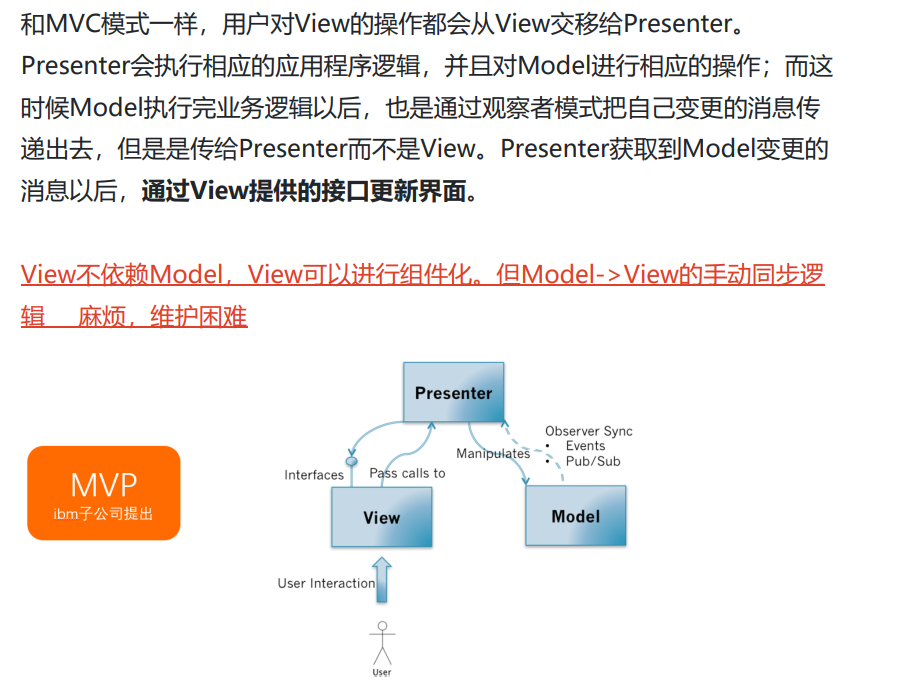 和MVC模式一样，用户对View的操作都会从View交移给Presenter。
Presenter会执行相应的应用程序逻辑，并且对Model进行相应的操作；而这
时候Model执行完业务逻辑以后，也是通过观察者模式把自己变更的消息传
递出去，但是是传给Presenter而不是View。Presenter获取到Model变更的
消息以后，通过View提供的接口更新界面。
View不依赖Model，View可以进行组件化。但Model->View的手动同步逻
辑 麻烦，维护困难
Presenter
Observer Sync
• Events
• Pub/Sub
Manipulates
Interfaces
Pass calls to
MVP
ibm子公司提出
View
Model
User Interaction
User